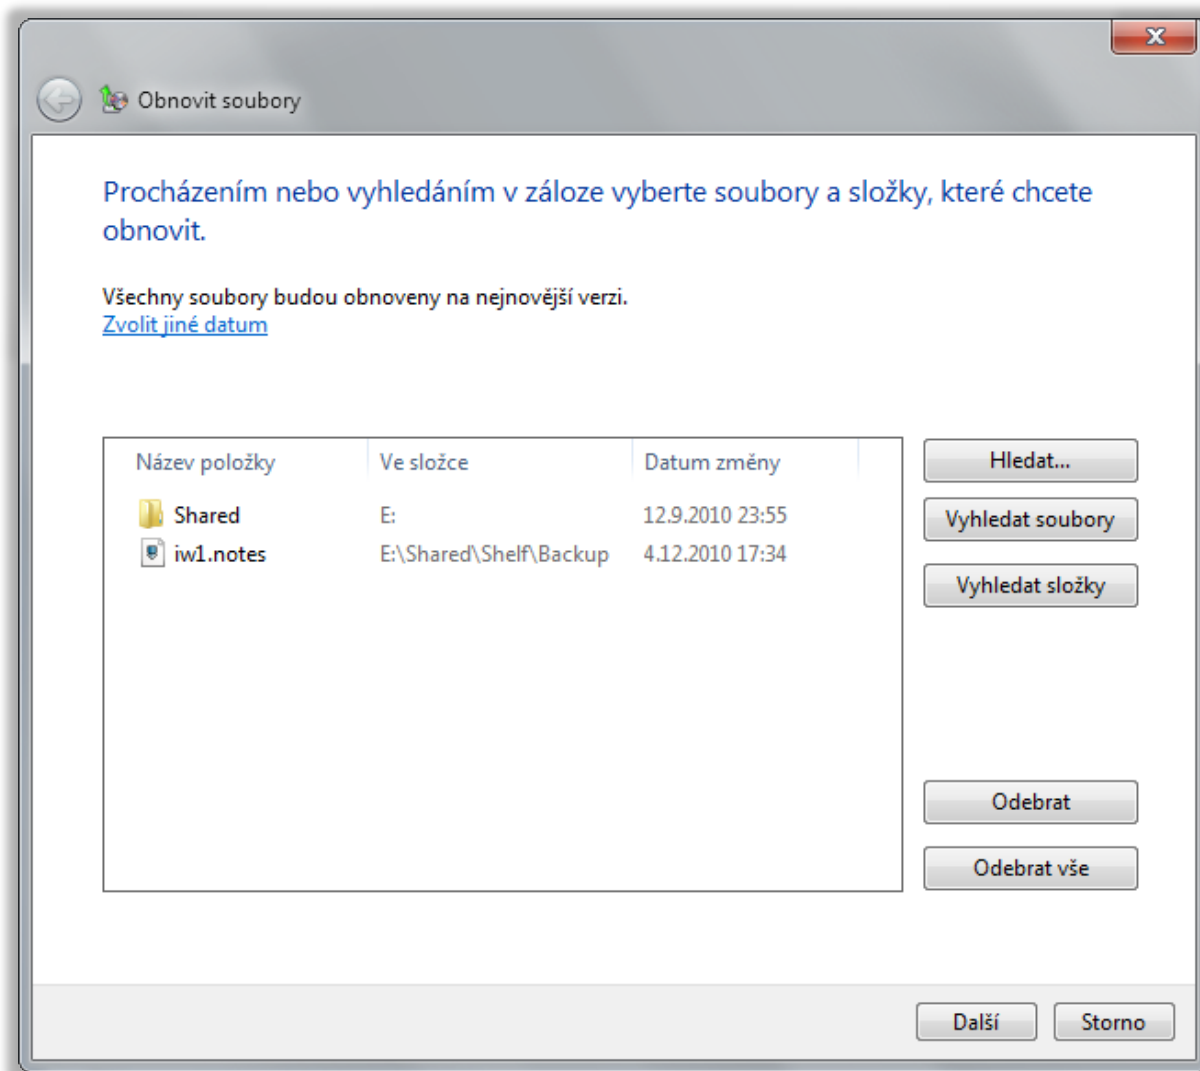 Obnovit soubory
Procházením nebo vyhledáním v záloze vyberte soubory a složky, které chcete
obnovit.
Všechny soubory budou obnoveny na nejnovější verzi.
Zvolit jiné datum
Název položky Ve složce Datum změny
Shared E: 12.9.2010 23:55
iw1.notes E:\Shared\Shelf\Backup 4.12.2010 17:34
Hledat...
Vyhledat soubory
Vyhledat složky
Odebrat
Odebrat vše
Další Storno